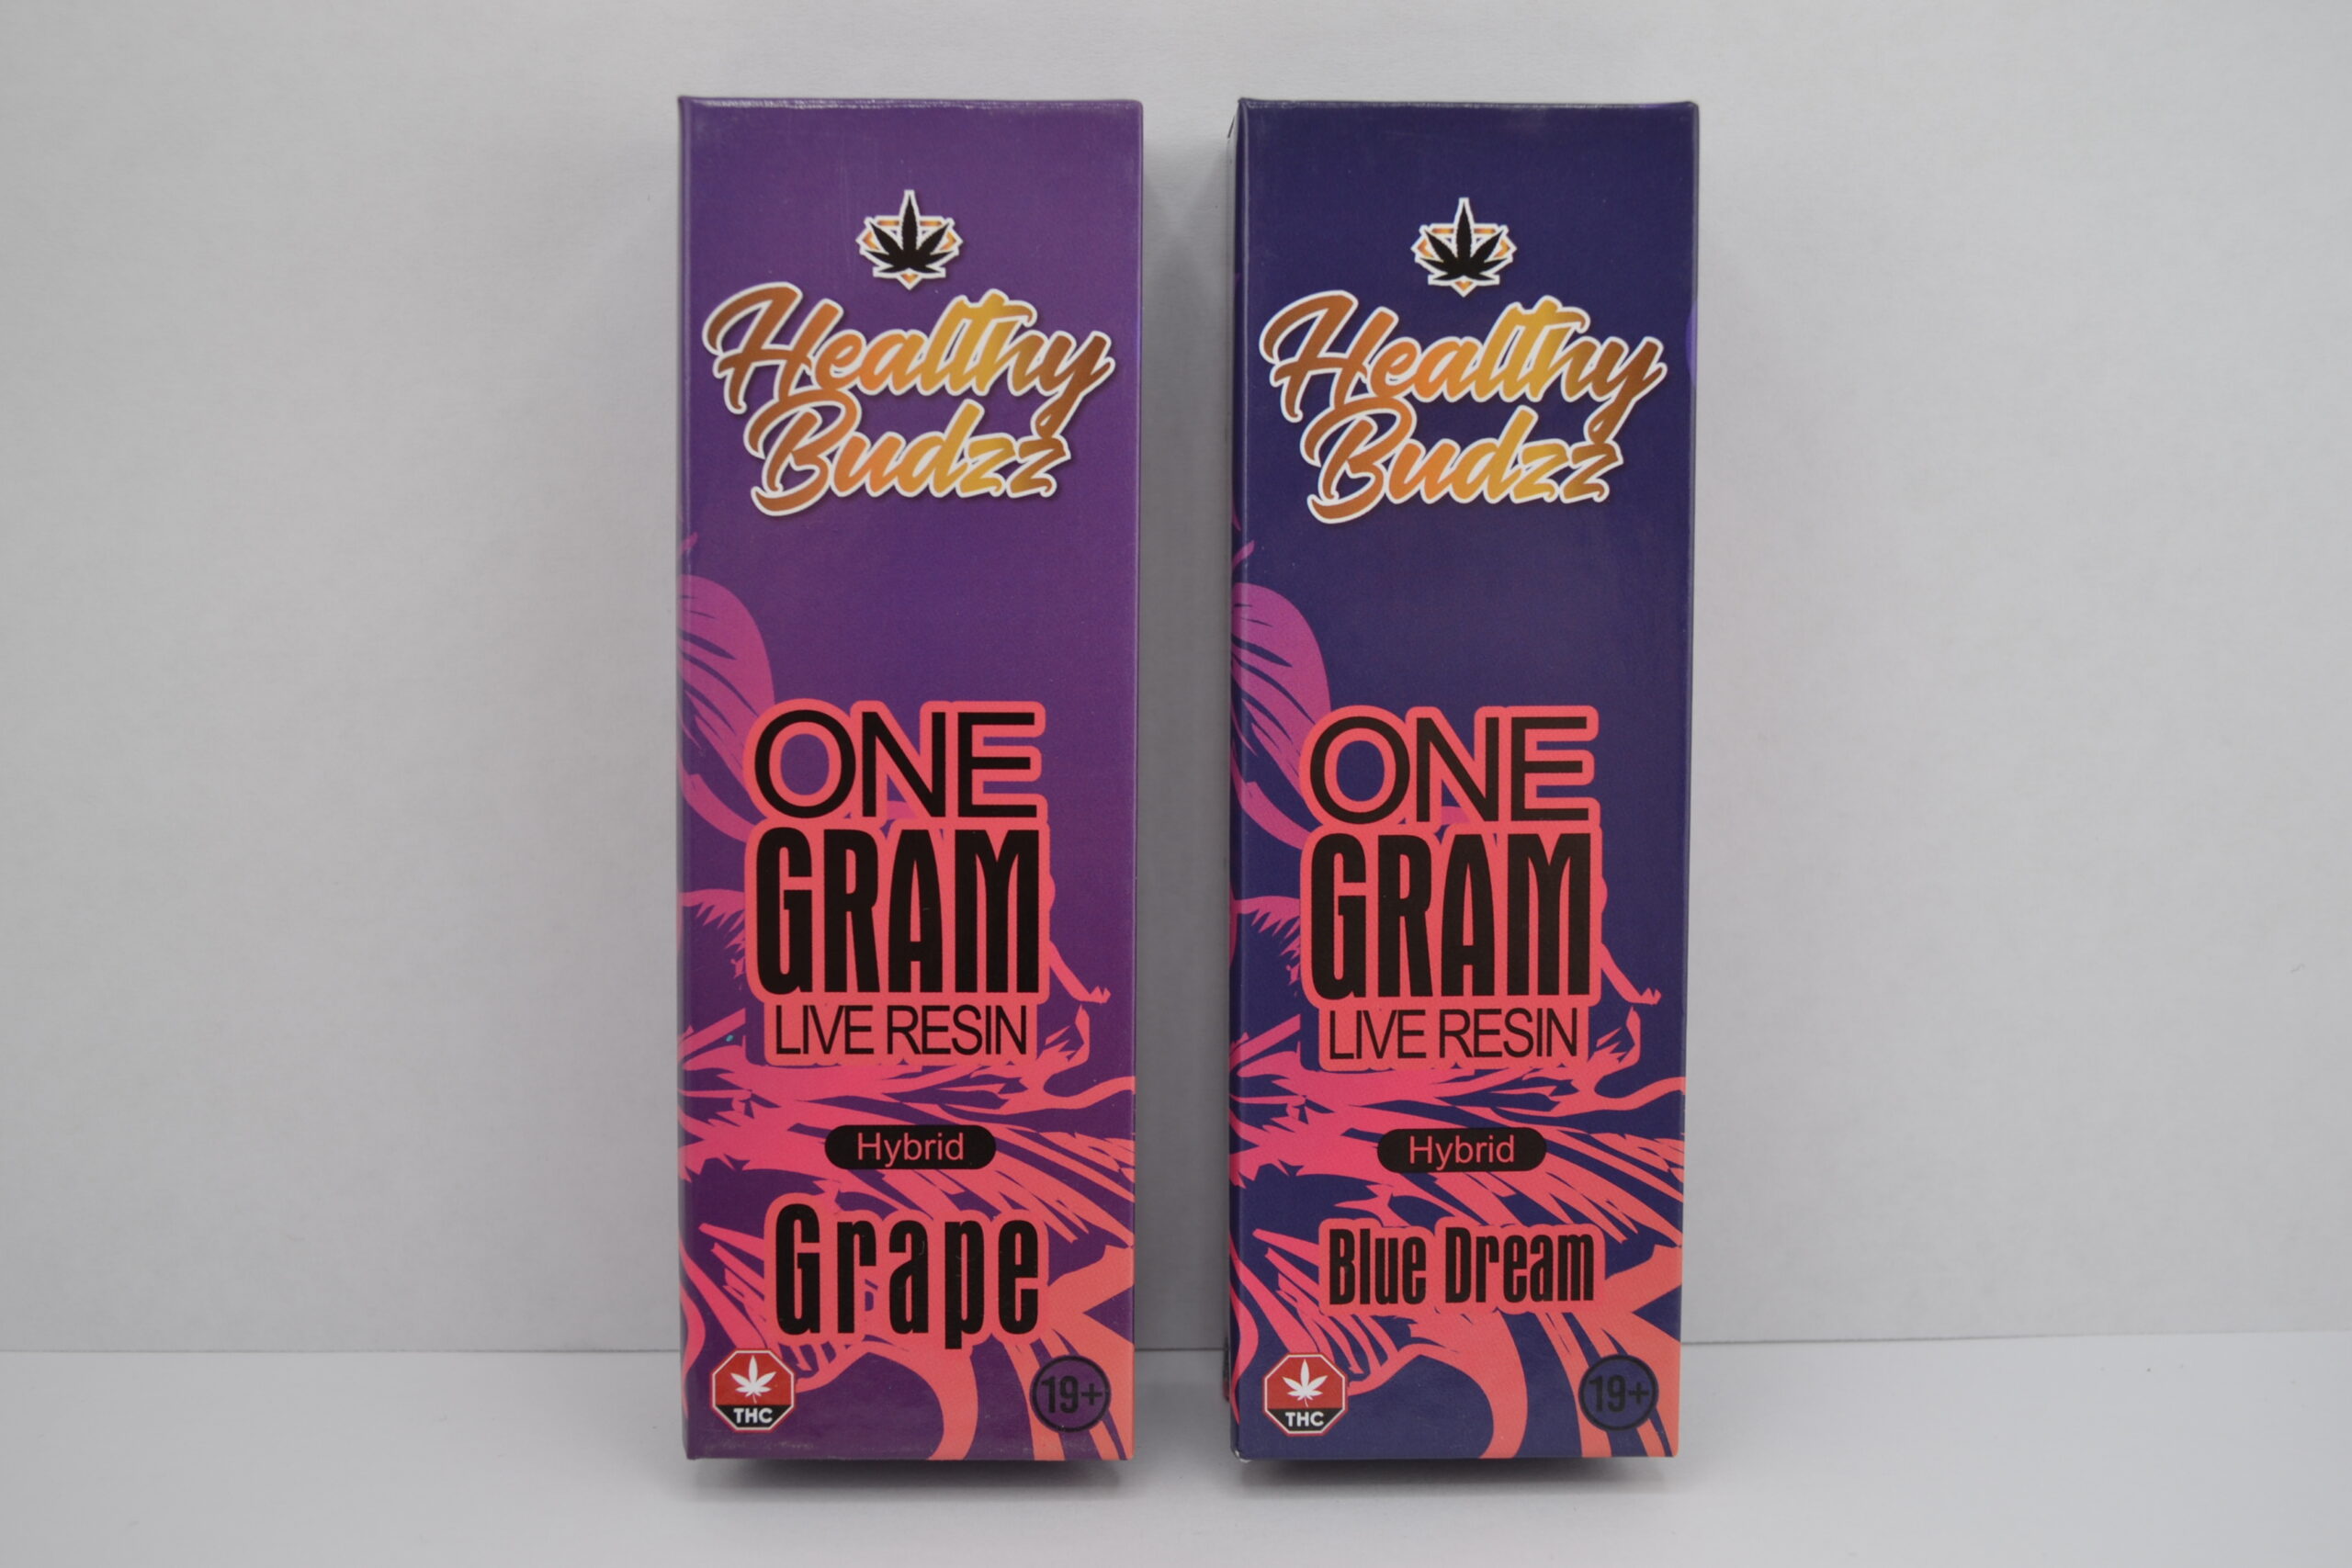 Healthy
Budzz
ONE
GRAM
LIVE RESIN
Hybrid
Grape
THC
19+
Healthy
Budzz
ONE
GRAM
LIVE RESIN
Hybrid
Blue Dream
THC
19+